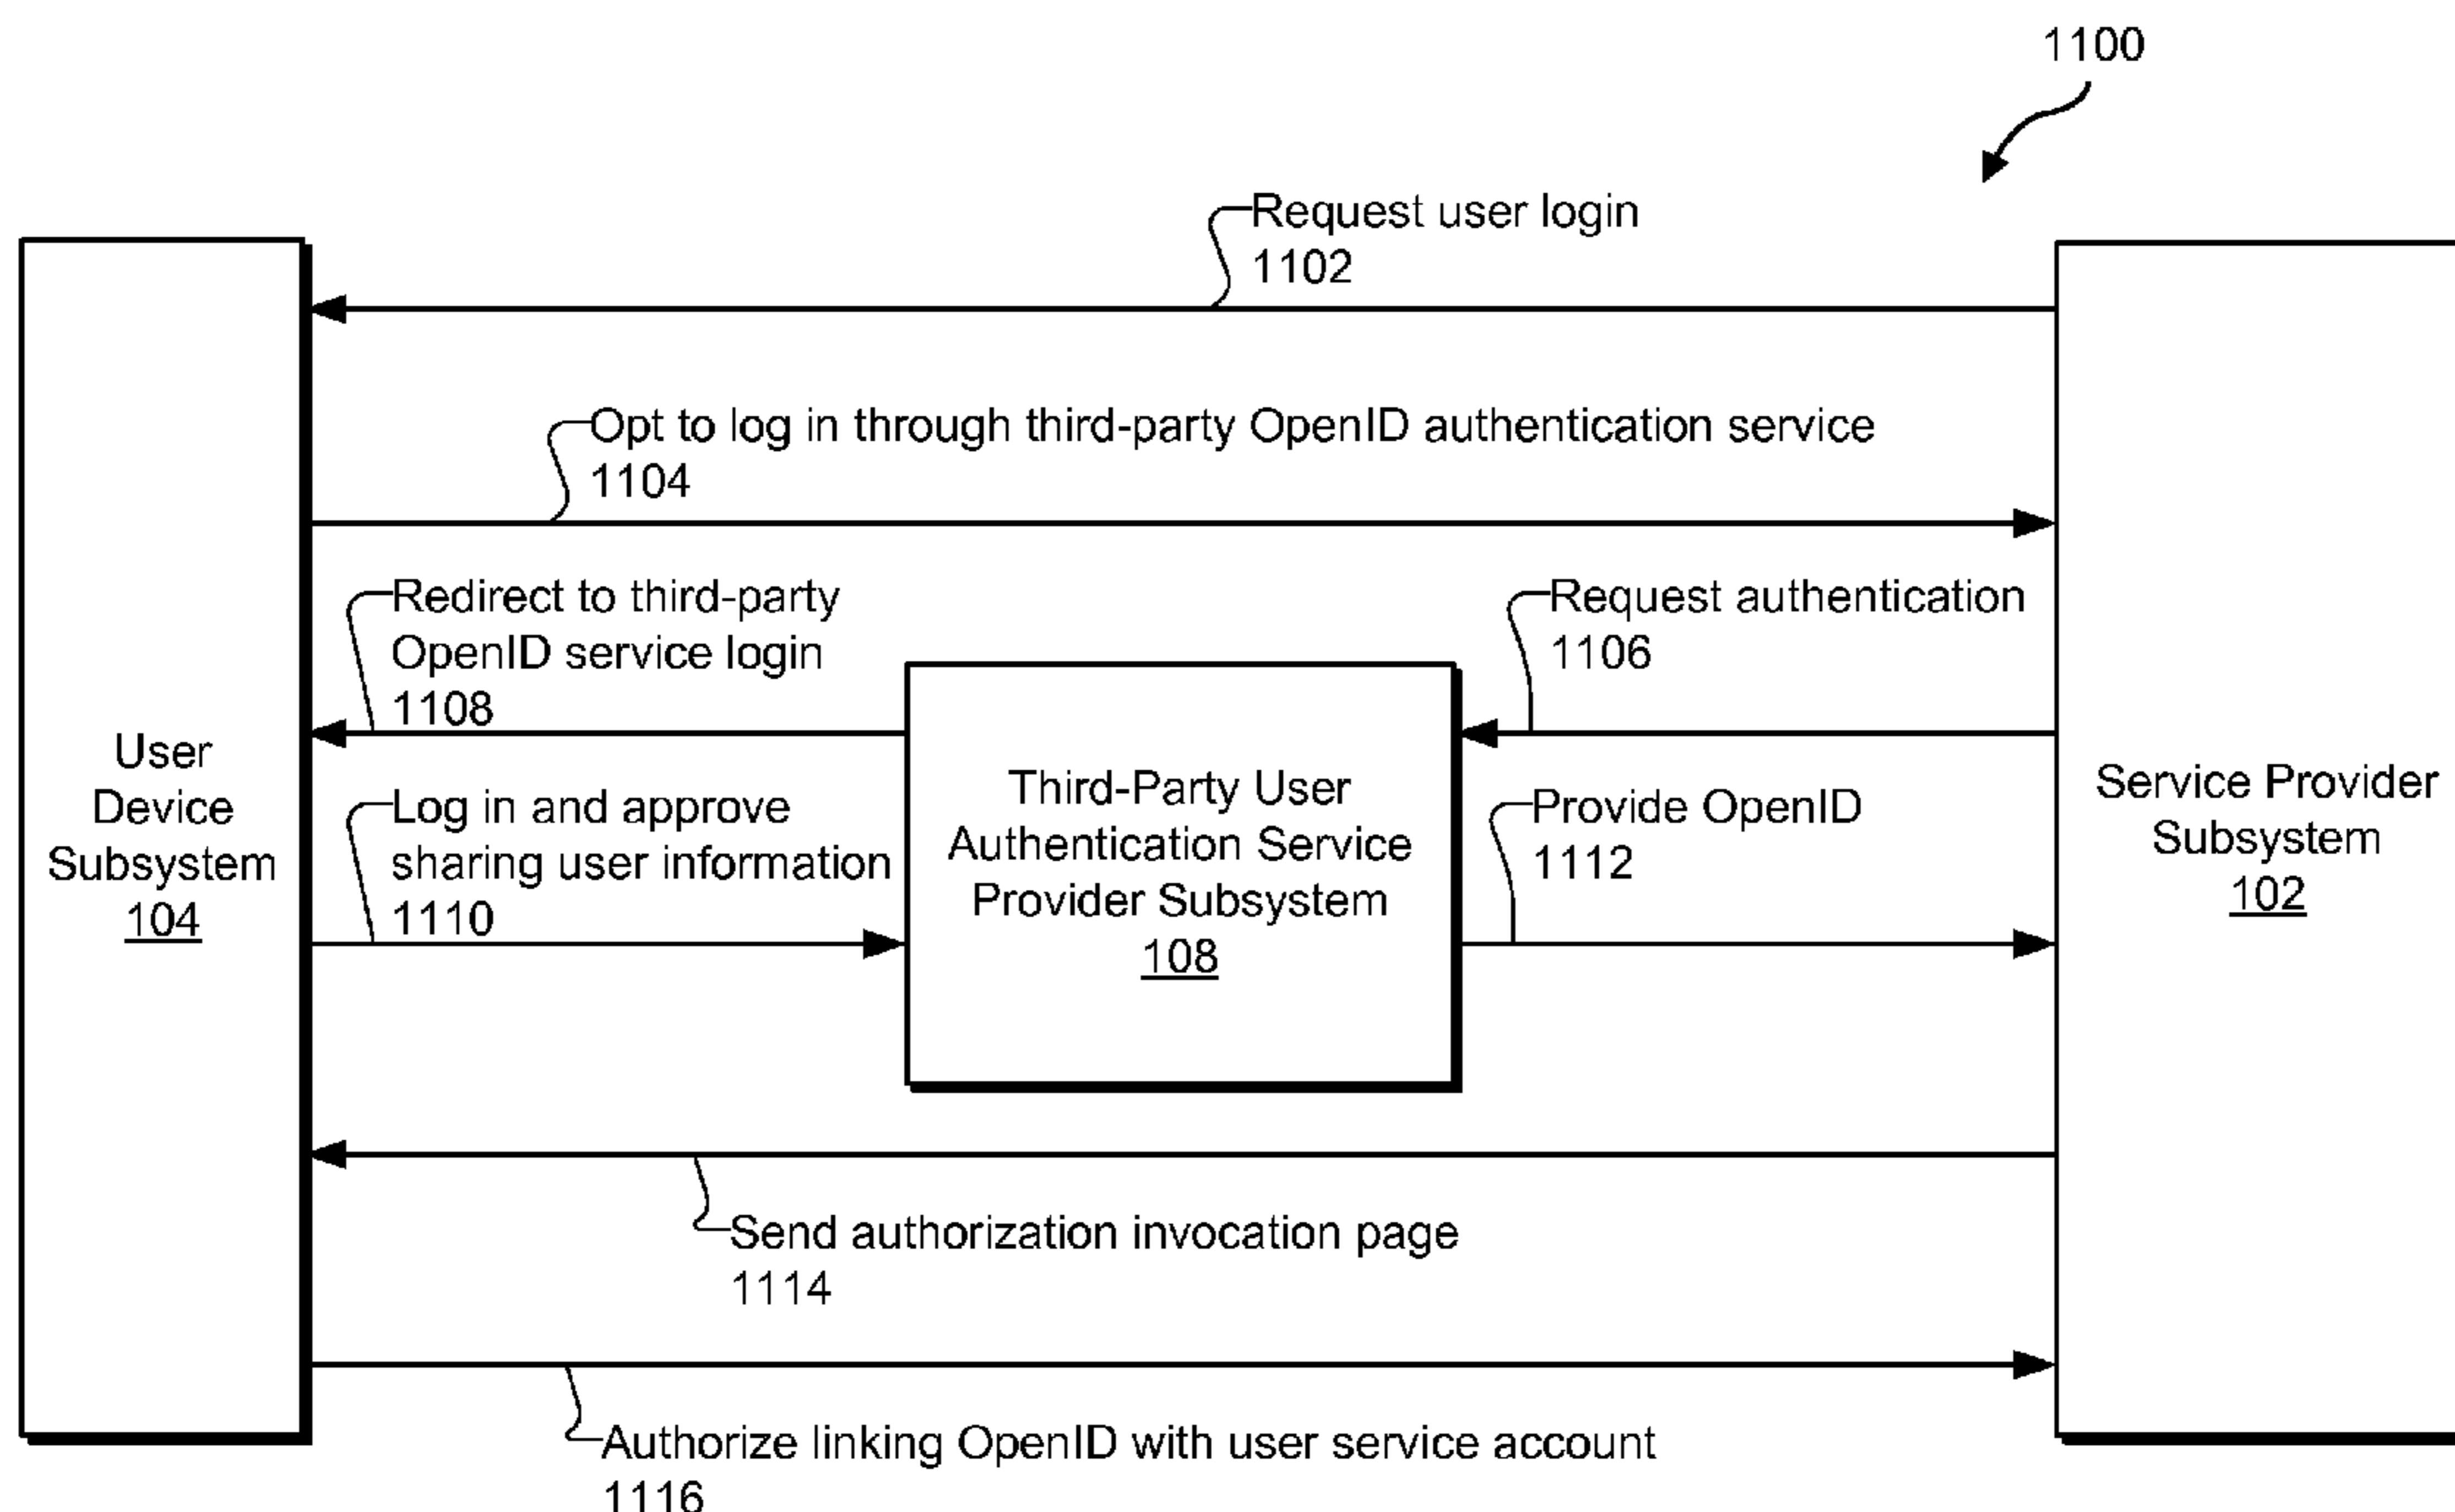 1100
Request user login
1102
Opt to log in through third-party OpenID authentication service
1104
Redirect to third-party
OpenID service login
1108
Request authentication
1106
User
Device
Subsystem
104
Log in and approve
sharing user information
1110
Third-Party User
Authentication Service
Provider Subsystem
108
Provide OpenID
1112
Service Provider
Subsystem
102
Send authorization invocation page
1114
Authorize linking OpenID with user service account
1116